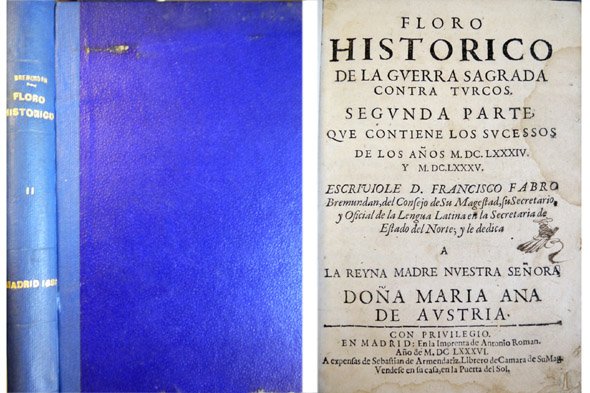 BREMUNDAN
FLORO
HISTORICO
II
MADRID
FLORO
HISTORICO
DE LA GVERRA SAGRADA
CONTRA TVRCOS.
SEGVNDA PARTE,
QVE CONTIENE LOS SVCESSOS
DE LOS AÑOS M.DC.LXXXIV.
Y M.DC.LXXXV.
ESCRIVIOLE D. FRANCISCO FABRO
Bremundan, del Consejo de Su Magestad, su Secretario,
y Oficial de la Lengua Latina en la Secretaria de
Estado del Norte; y le dedica
A
LA REYNA MADRE NVESTRA SEÑORA
DOÑA MARIA ANA
DE AVSTRIA.
CON PRIVILEGIO.
EN MADRID: En la Imprenta de Antonio Roman.
Año de M.DC LXXXVI.
A expensas de Sebastian de Armendariz, Librero de Camara de Su Mag.
Vendese en su casa, en la Puerta del Sol,